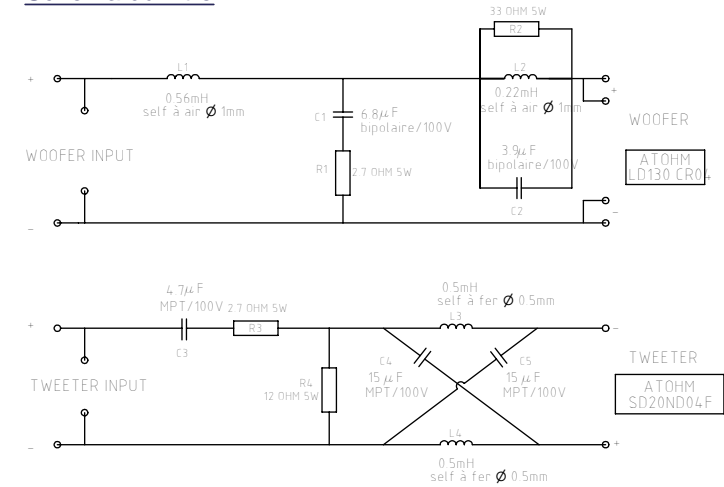 33 OHM 5W
R2
L1
L2
+
0.56mH
self à air Ø 1mm
0.22mH
self à air Ø 1mm
+
C1
6.8µF
bipolaire/100V
WOOFER
WOOFER INPUT
R1
2.7 OHM 5W
3.9µF
bipolaire/100V
ATOHM
LD130 CR04
C2
–
–
4.7µF
MPT/100V
2.7 OHM 5W
0.5mH
self à fer Ø 0.5mm
+
R3
L3
–
C3
TWEETER
TWEETER INPUT
R4
12 OHM 5W
C4
15µF
MPT/100V
C5
15µF
MPT/100V
ATOHM
SD20ND04F
–
L4
+
0.5mH
self à fer Ø 0.5mm